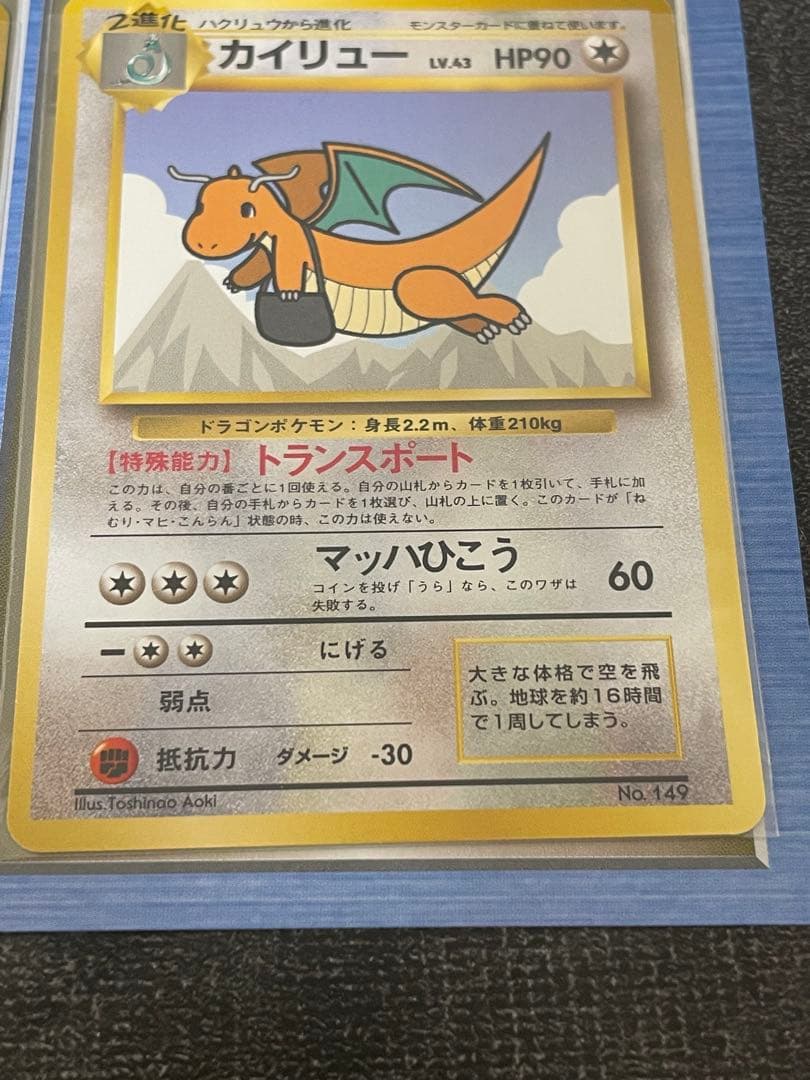 2進化 ハクリュウから進化 モンスターカードに重ねて使います。
カイリュー LV.43 HP90
ドラゴンポケモン：身長2.2m、体重210kg
【特殊能力】トランスポート
この力は、自分の番ごとに1回使える。自分の山札からカードを1枚引いて、手札に加
える。その後、自分の手札からカードを1枚選び、山札の上に置く。このカードが「ね
むり・マヒ・こんらん」状態の時、この力は使えない。
マッハひこう 60
コインを投げ「うら」なら、このワザは
失敗する。
にげる
弱点
抵抗力 ダメージ -30
大きな体格で空を飛
ぶ。地球を約16時間
で1周してしまう。
Illus.Toshinao Aoki
No. 149